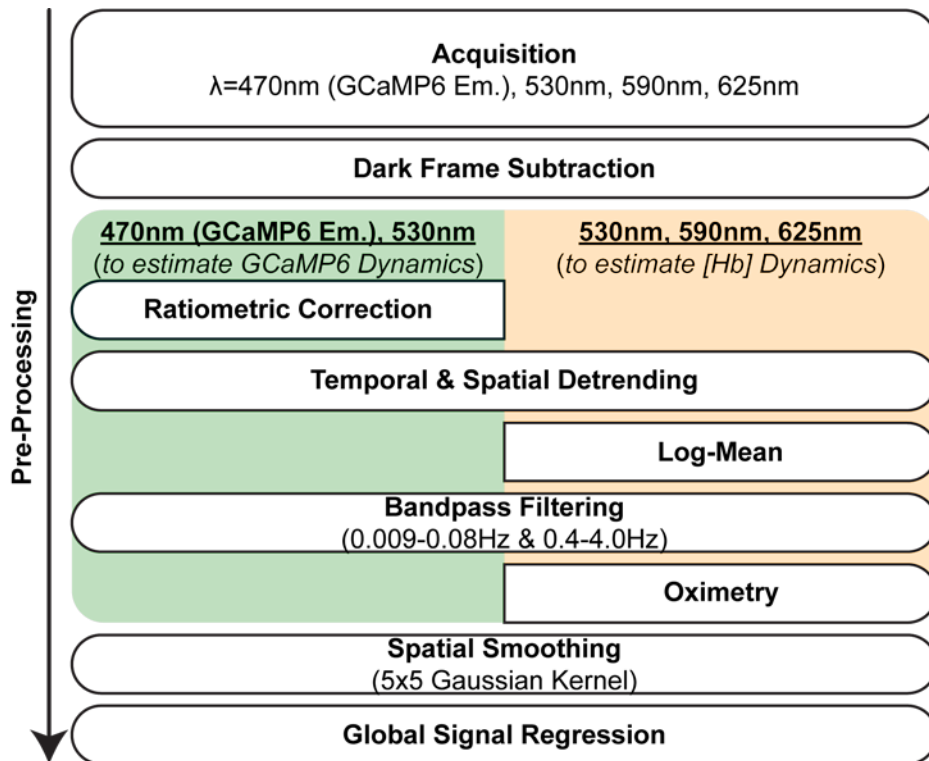 Pre-Processing
Acquisition
λ=470nm (GCaMP6 Em.), 530nm, 590nm, 625nm
Dark Frame Subtraction
470nm (GCaMP6 Em.), 530nm
(to estimate GCaMP6 Dynamics)
530nm, 590nm, 625nm
(to estimate [Hb] Dynamics)
Ratiometric Correction
Temporal & Spatial Detrending
Log-Mean
Bandpass Filtering
(0.009-0.08Hz & 0.4-4.0Hz)
Oximetry
Spatial Smoothing
(5x5 Gaussian Kernel)
Global Signal Regression